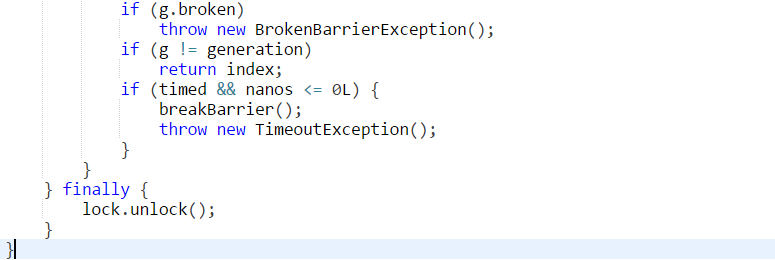 if (g.broken)
throw new BrokenBarrierException();
if (g != generation)
return index;
if (timed && nanos <= 0L) {
breakBarrier();
throw new TimeoutException();
}
}
} finally {
lock.unlock();
}
}